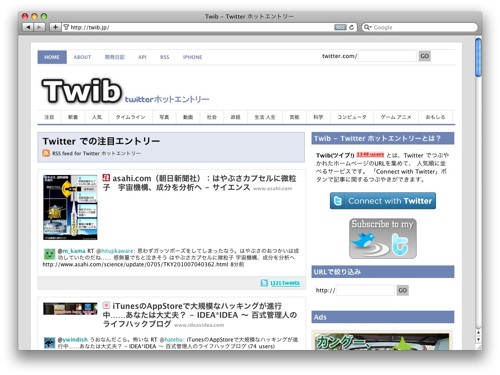 Twib - Twitter ホットエントリー
http://twib.jp/
RSS
Google
HOME ABOUT 開発日記 API RSS IPHONE
twitter.com/ GO
Twib twitterホットエントリー
注目 新着 人気 タイムライン 写真 動画 社会 政経 生活 人生 芸能 科学 コンピュータ ゲーム アニメ おもしろ
Twitter での注目エントリー
RSS feed for Twitter ホットエントリー
asahi.com（朝日新聞社）：はやぶさカプセルに微粒
子　宇宙機構、成分を分析へ - サイエンス www.asahi.com
@m_kama RT @hitujikaware: 思わずガッツポーズをしてしまったなう。はやぶさのおつかいは成
功していたのだね..... 感無量でもと泣きそう はやぶさカプセルに微粒子　宇宙機構、成分を分析へ
http://www.asahi.com/science/update/0705/TKY201007040362.html 8分前
1121 tweets
iTunesのAppStoreで大規模なハッキングが進行
中……あなたは大丈夫？ - IDEA*IDEA ～ 百式管理人の
ライフハックブログ www.ideaxidea.com
@ywindish うおなんだこら。怖いな RT @hatebu: iTunesのAppStoreで大規模なハッキングが進行
中……あなたは大丈夫？ - IDEA*IDEA ～ 百式管理人のライフハックブログ (74 users)
Twib - Twitter ホットエントリーとは？
Twib(ツイブ) 1348 users とは、Twitter でつぶや
かれたホームページのURLを集めて、人気順に並
べるサービスです。「Connect with Twitter」ボ
タンで記事に関するつぶやきができます。
Connect with Twitter
Subscribe to my
URLで絞り込み
http:// GO
Ads
カングー